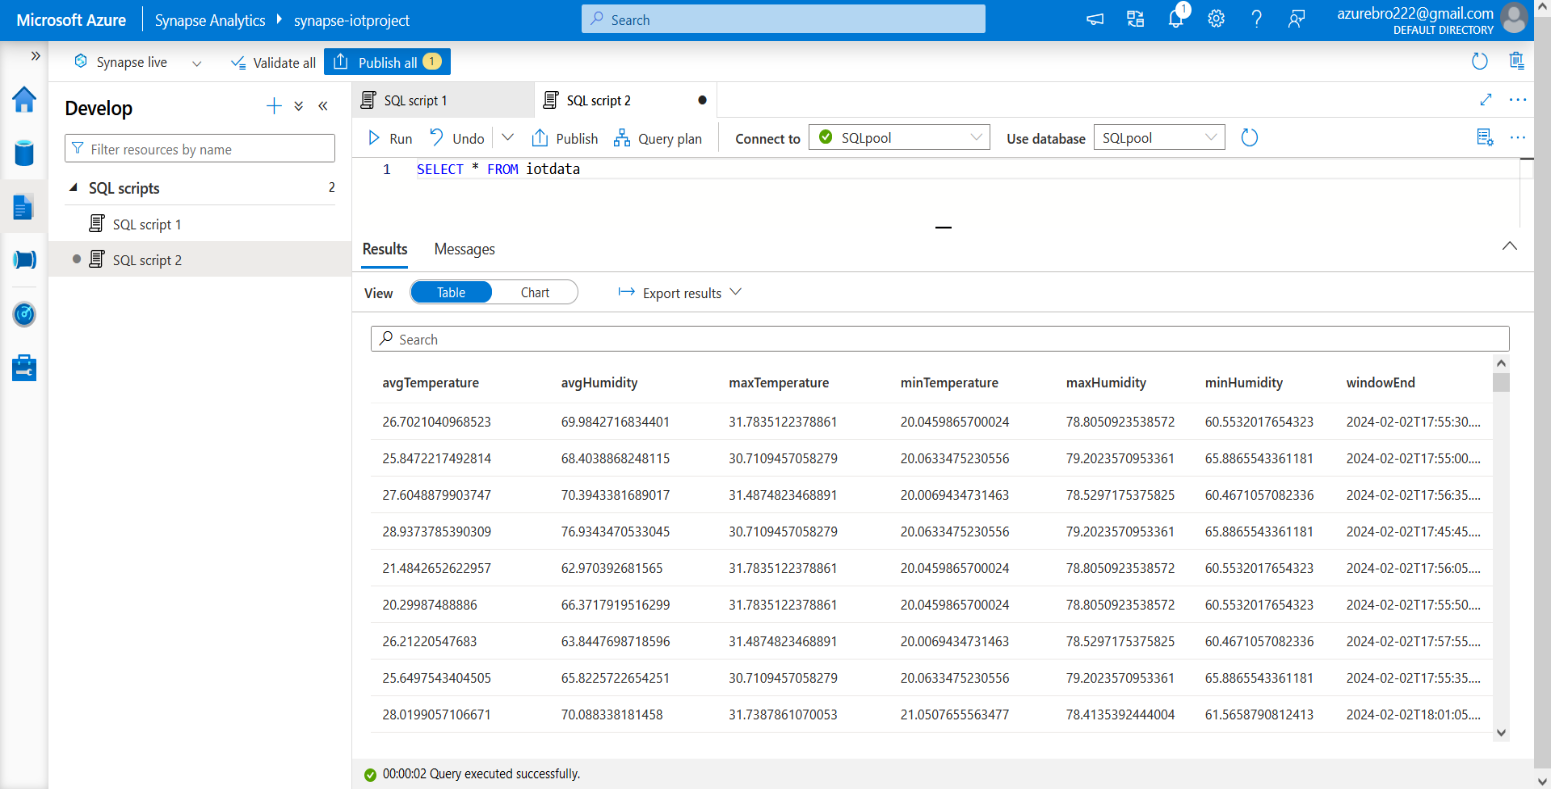 Microsoft Azure Synapse Analytics synapse-iotproject Search 1 azurebro222@gmail.com
DEFAULT DIRECTORY
Synapse live Validate all Publish all 1
Develop
Filter resources by name
SQL scripts 2
SQL script 1
SQL script 2
SQL script 1 SQL script 2
Run Undo Publish Query plan Connect to SQLpool Use database SQLpool
1 SELECT * FROM iotdata
Results Messages
View Table Chart Export results
Search
avgTemperature avgHumidity maxTemperature minTemperature maxHumidity minHumidity windowEnd
26.7021040968523 69.9842716834401 31.7835122378861 20.0459865700024 78.8050923538572 60.5532017654323 2024-02-02T17:55:30....
25.8472217492814 68.4038868248115 30.7109457058279 20.0633475230556 79.2023570953361 65.8865543361181 2024-02-02T17:55:00....
27.6048879903747 70.3943381689017 31.4874823468891 20.0069434731463 78.5297175375825 60.4671057082336 2024-02-02T17:56:35....
28.9373785390309 76.9343470533045 30.7109457058279 20.0633475230556 79.2023570953361 65.8865543361181 2024-02-02T17:45:45....
21.4842652622957 62.970392681565 31.7835122378861 20.0459865700024 78.8050923538572 60.5532017654323 2024-02-02T17:56:05....
20.29987488886 66.3717919516299 31.7835122378861 20.0459865700024 78.8050923538572 60.5532017654323 2024-02-02T17:55:50....
26.21220547683 63.8447698718596 31.4874823468891 20.0069434731463 78.5297175375825 60.4671057082336 2024-02-02T17:57:55....
25.6497543404505 65.8225722654251 30.7109457058279 20.0633475230556 79.2023570953361 65.8865543361181 2024-02-02T17:55:35....
28.0199057106671 70.088338181458 31.7387861070053 21.0507655563477 78.4135392444004 61.5658790812413 2024-02-02T18:01:05....
00:00:02 Query executed successfully.